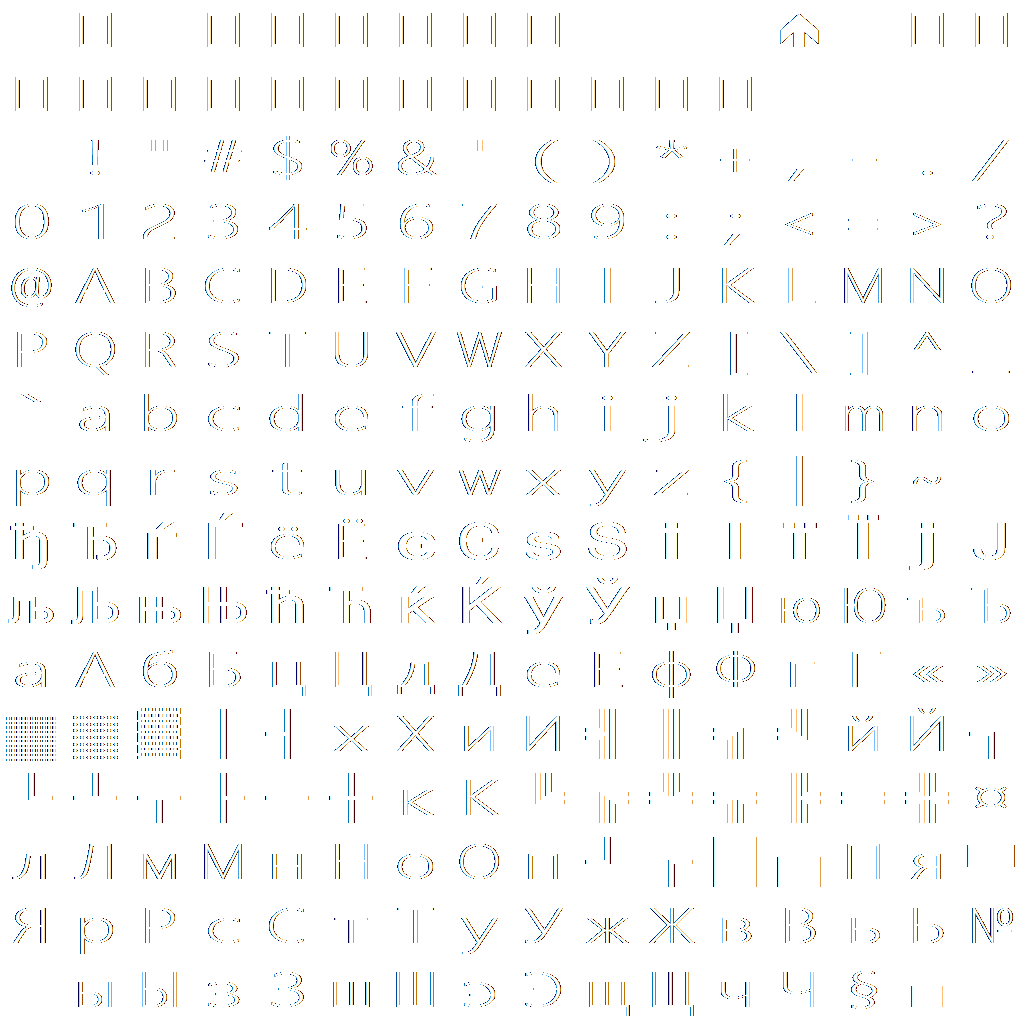 ! " # $ % & ' ( ) * + , - . /
0 1 2 3 4 5 6 7 8 9 : ; < = > ?
@ A B C D E F G H I J K L M N O
P Q R S T U V W X Y Z [ \ ] ^ _
` a b c d e f g h i j k l m n o
p q r s t u v w x y z { | } ~
ђ Ђ ѓ Ѓ ё Ё є Є ѕ Ѕ і І ї Ї ј Ј
љ Љ њ Њ ћ Ћ ќ Ќ ў Ў џ Џ ю Ю ъ Ъ
а А б Б ц Ц д Д е Е ф Ф г Г « »
░ ▒ ▓ │ ┤ х Х и И ╣ ║ ╗ ╝ й Й ┐
└ ┴ ┬ ├ ─ ┼ к К ╚ ╔ ╩ ╦ ╠ ═ ╬ ¤
л Л м М н Н о О п ┘ ┌ █ ▄ П я ▀
Я р Р с С т Т у У ж Ж в В ь Ь №
ы Ы з З ш Ш э Э щ Щ ч Ч § ■